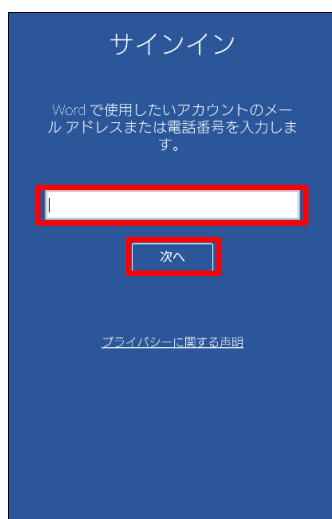 サインイン
Word で使用したいアカウントのメー
ル アドレスまたは電話番号を入力しま
す。
次へ
プライバシーに関する声明